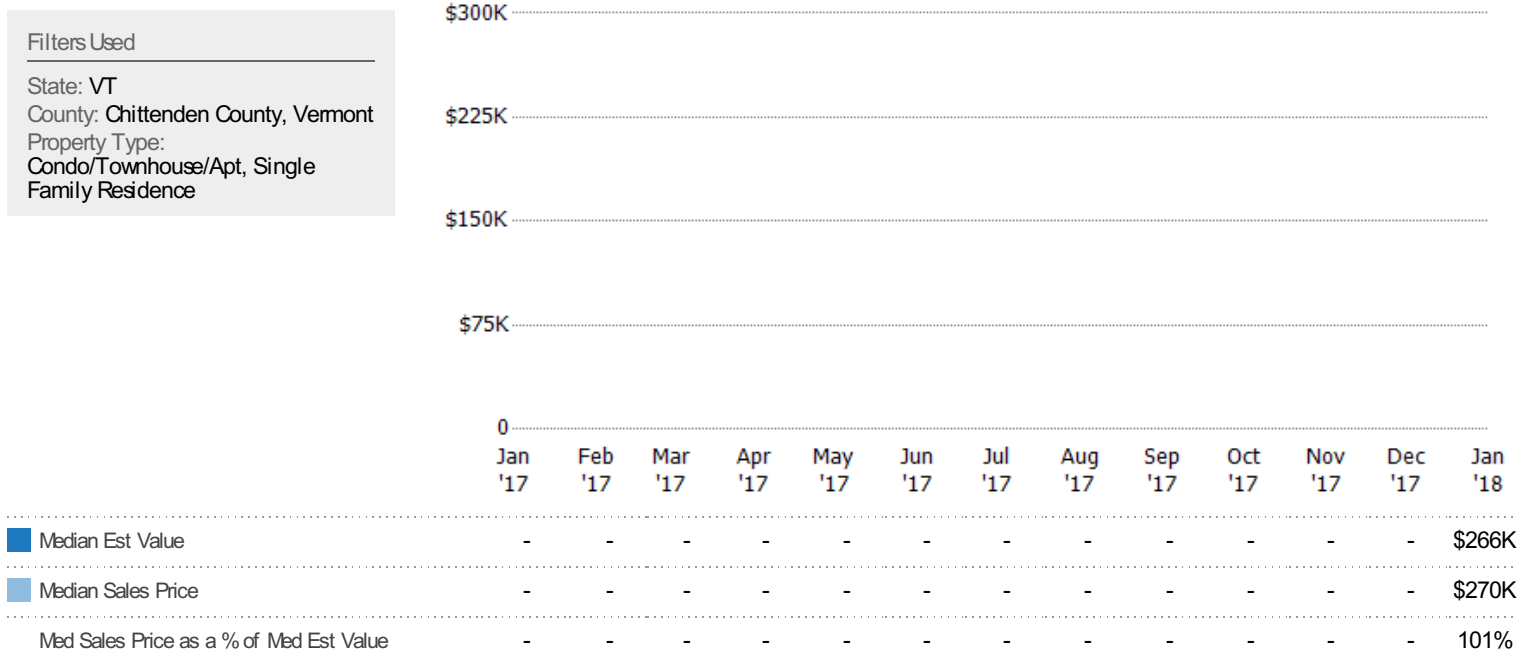 Filters Used
State: VT
County: Chittenden County, Vermont
Property Type:
Condo/Townhouse/Apt, Single
Family Residence
$300K
$225K
$150K
$75K
0
Jan Feb Mar Apr May Jun Jul Aug Sep Oct Nov Dec Jan
'17 '17 '17 '17 '17 '17 '17 '17 '17 '17 '17 '17 '18
Median Est Value - - - - - - - - - - - - $266K
Median Sales Price - - - - - - - - - - - - $270K
Med Sales Price as a % of Med Est Value - - - - - - - - - - - - 101%